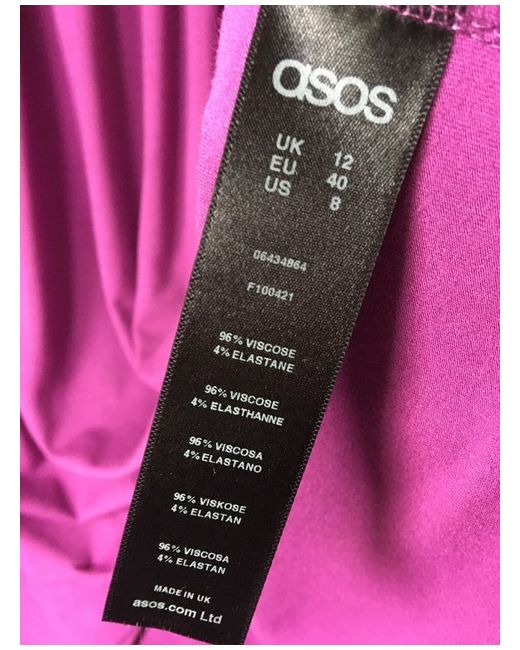 asos
UK 12
EU 40
US 8
06434864
F100421
96% VISCOSE
4% ELASTANE
96% VISCOSE
4% ELASTHANNE
96% VISCOSA
4% ELASTANO
96% VISKOSE
4% ELASTAN
96% VISCOSA
4% ELASTAN
MADE IN UK
asos.com Ltd